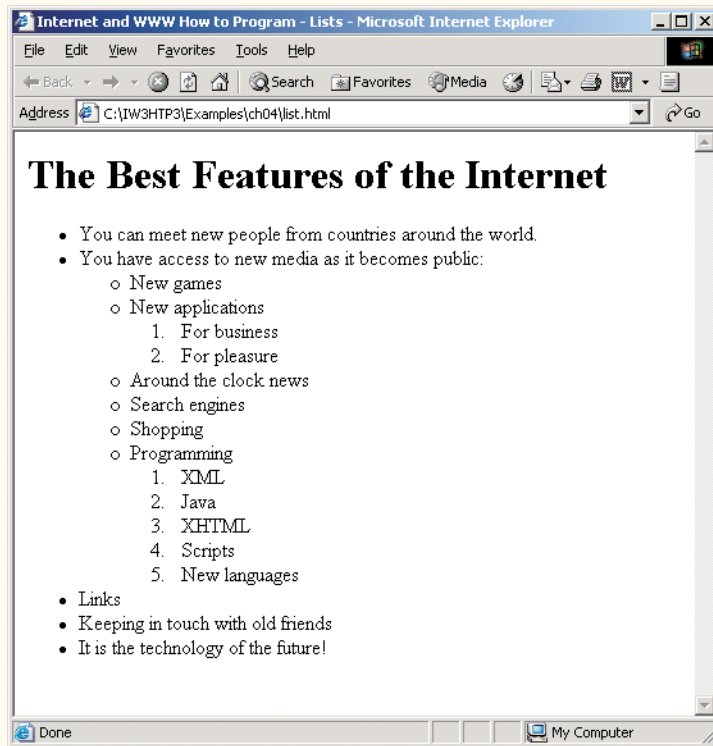 Internet and WWW How to Program - Lists - Microsoft Internet Explorer
File Edit View Favorites Tools Help
Back Search Favorites Media
Address C:\IW3HTP3\Examples\ch04\list.html Go
The Best Features of the Internet
• You can meet new people from countries around the world.
• You have access to new media as it becomes public:
o New games
o New applications
1. For business
2. For pleasure
o Around the clock news
o Search engines
o Shopping
o Programming
1. XML
2. Java
3. XHTML
4. Scripts
5. New languages
• Links
• Keeping in touch with old friends
• It is the technology of the future!
Done My Computer